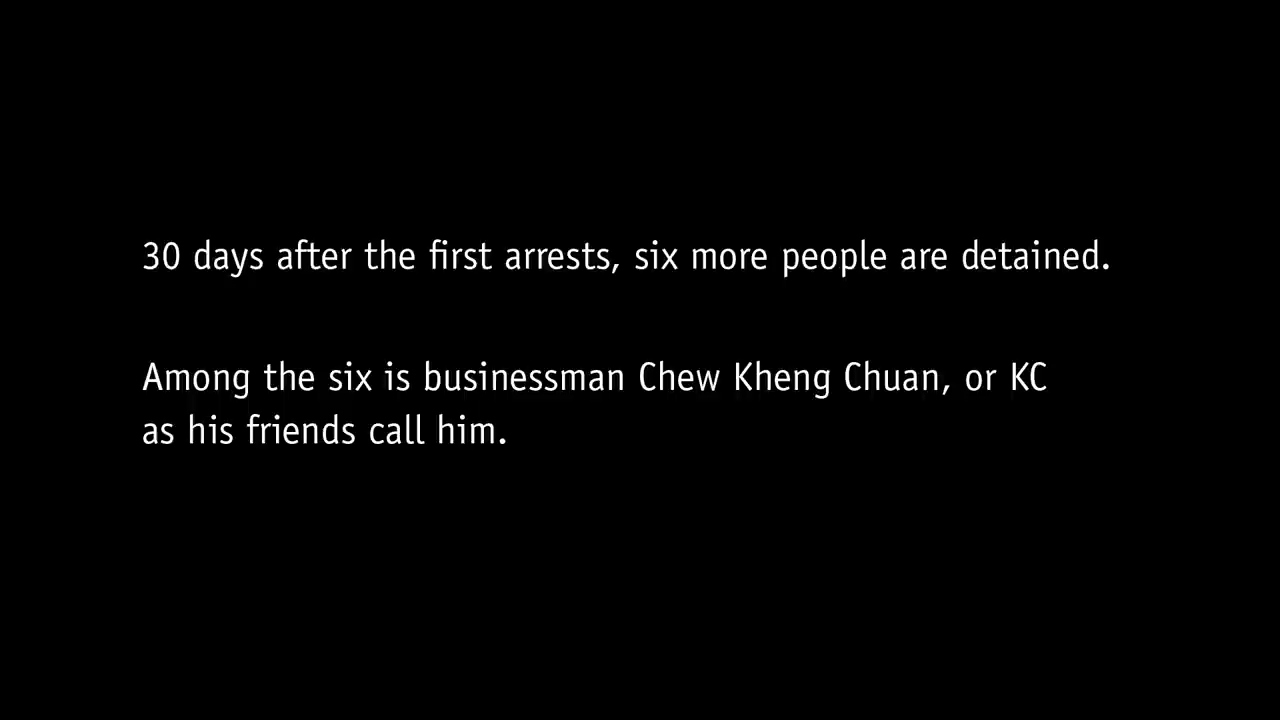 30 days after the first arrests, six more people are detained.
Among the six is businessman Chew Kheng Chuan, or KC
as his friends call him.